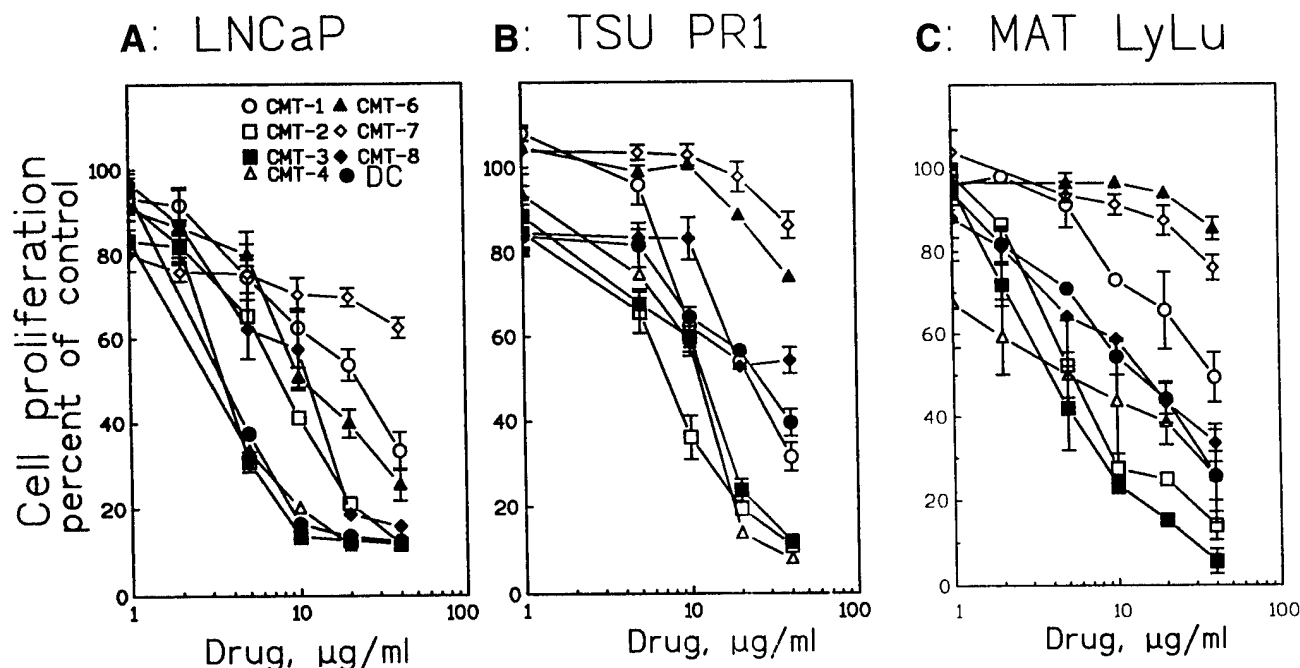 A: LNCaP
B: TSU PR1
C: MAT LyLu
CMT-1 CMT-6
CMT-2 CMT-7
CMT-3 CMT-8
CMT-4 DC
Cell proliferation
percent of control
100
80
60
40
20
0
1 10 100
Drug, µg/ml
100
80
60
40
20
0
1 10 100
Drug, µg/ml
100
80
60
40
20
0
1 10 100
Drug, µg/ml